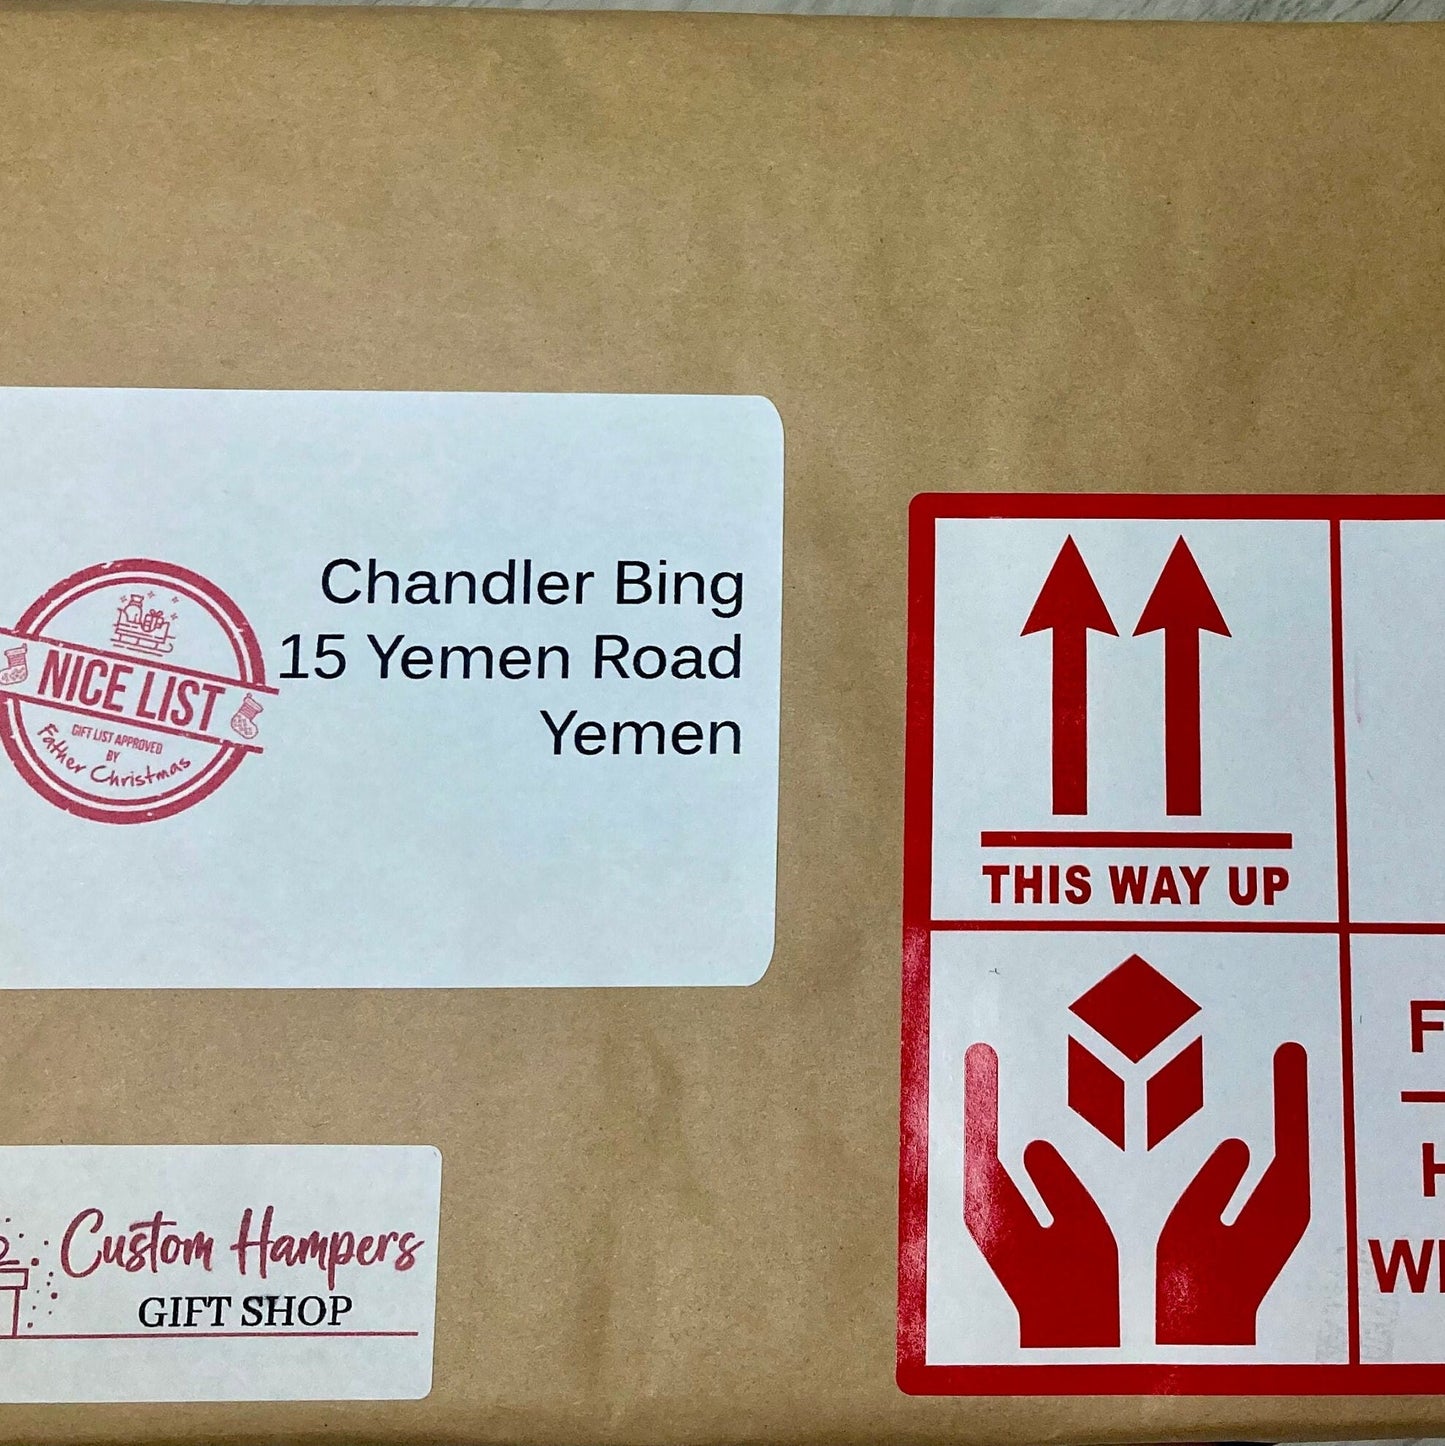 Chandler Bing
15 Yemen Road
Yemen
NICE LIST
GIFT LIST APPROVED
BY
Father Christmas
THIS WAY UP
Custom Hampers
GIFT SHOP